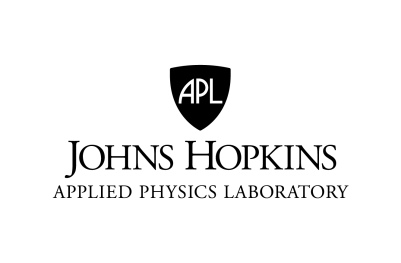 APL
JOHNS HOPKINS
APPLIED PHYSICS LABORATORY